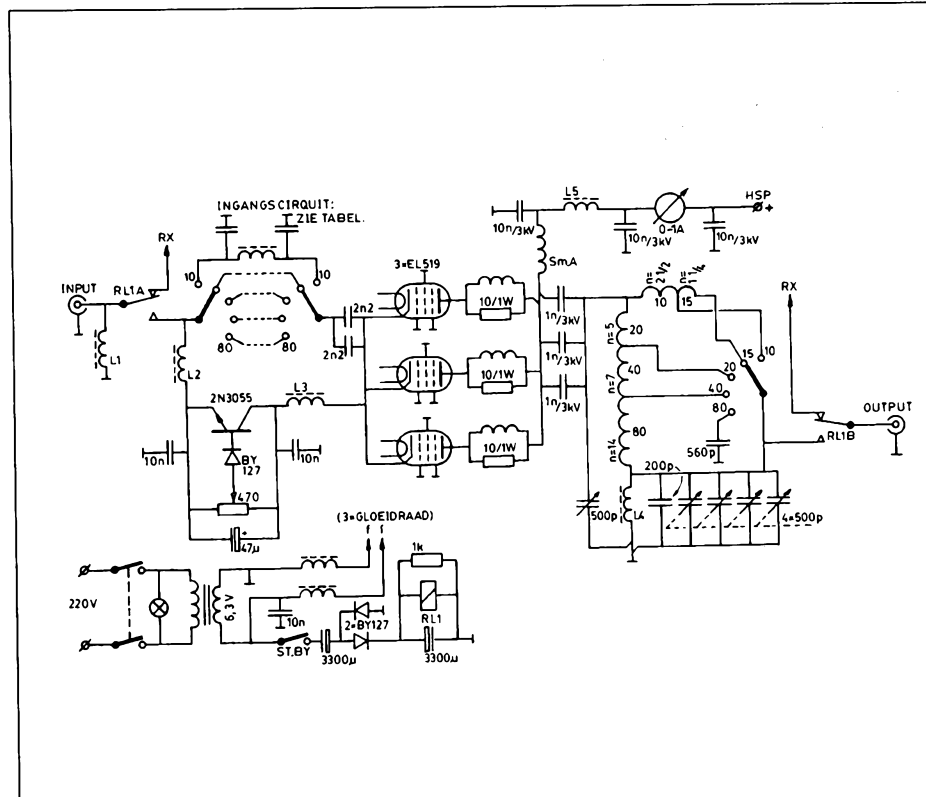 INGANGSCIRQUIT:
ZIE TABEL.
RX
INPUT
RL1A
10
10
80
80
L1
L2
2n2
2n2
2N3055
L3
10n
BY
127
10n
470
+
47µ
3=EL519
10/1W
10/1W
10/1W
10n/3kV
L5
0-1A
HSP
+
10n/3kV
10n/3kV
SmA
1n/3kV
1n/3kV
1n/3kV
n=
2 1/2
10
n=
1 1/4
15
n=5
20
n=7
40
n=14
80
15
10
20
40
80
560p
200p
500p
L4
4=500p
RX
RL1B
OUTPUT
(3=GLOEIDRAAD)
f f
220V
6,3V
10n
ST.BY
3300µ
2=BY127
1k
RL1
3300µ